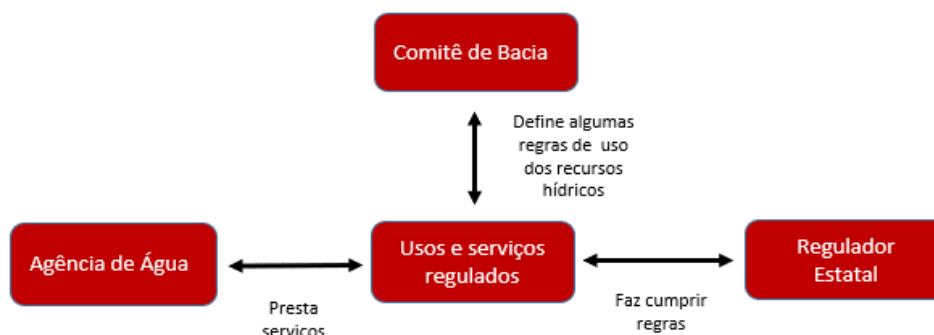 Comitê de Bacia
Define algumas
regras de uso
dos recursos
hídricos
Agência de Água
Usos e serviços
regulados
Regulador
Estatal
Presta
serviços
Faz cumprir
regras